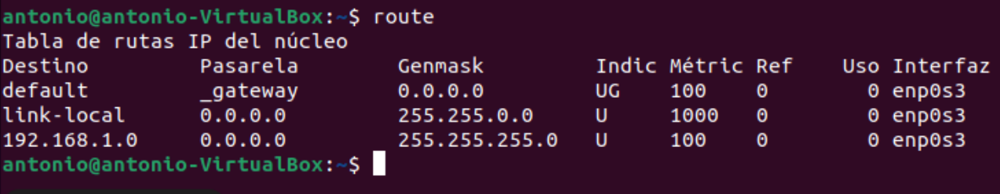 antonio@antonio-VirtualBox:~$ route
Tabla de rutas IP del núcleo
Destino Pasarela Genmask Indic Métric Ref Uso Interfaz
default _gateway 0.0.0.0 UG 100 0 0 enp0s3
link-local 0.0.0.0 255.255.0.0 U 1000 0 0 enp0s3
192.168.1.0 0.0.0.0 255.255.255.0 U 100 0 0 enp0s3
antonio@antonio-VirtualBox:~$